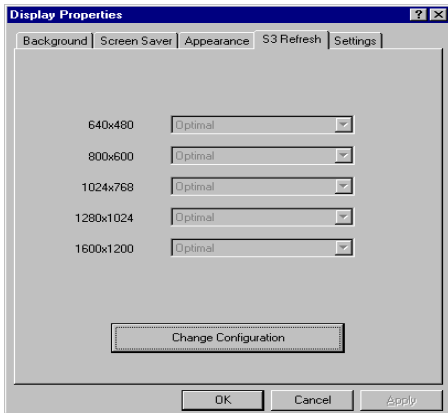 Display Properties
Background Screen Saver Appearance S3 Refresh Settings
640x480 Optimal
800x600 Optimal
1024x768 Optimal
1280x1024 Optimal
1600x1200 Optimal
Change Configuration
OK Cancel Apply